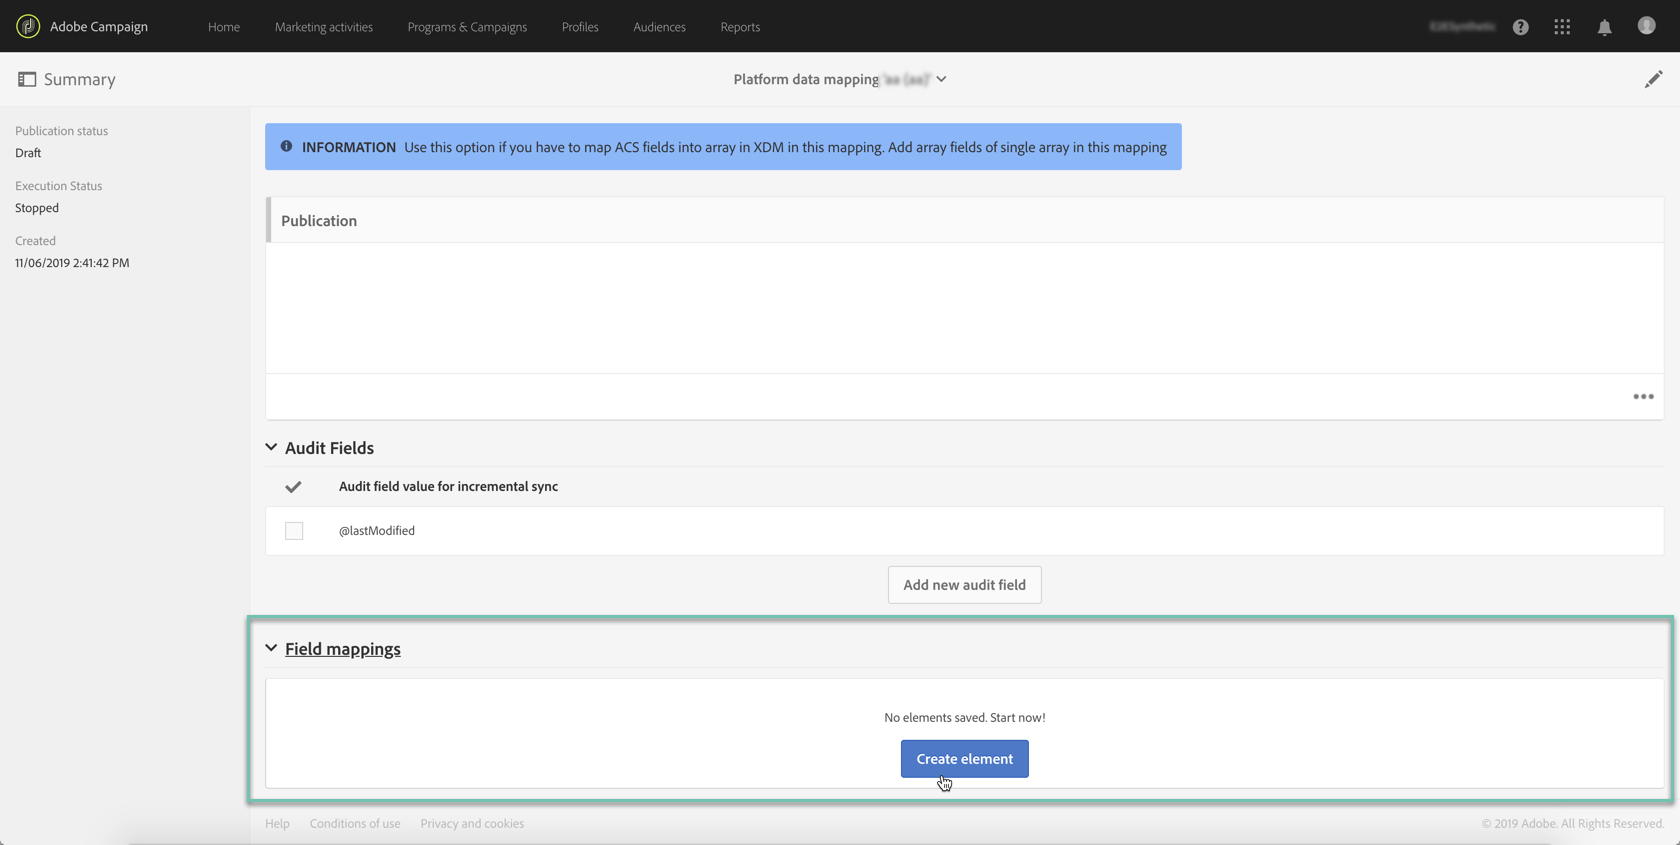 Adobe Campaign Home Marketing activities Programs & Campaigns Profiles Audiences Reports
Summary
Platform data mapping
Publication status
Draft
Execution Status
Stopped
Created
11/06/2019 2:41:42 PM
INFORMATION Use this option if you have to map ACS fields into array in XDM in this mapping. Add array fields of single array in this mapping
Publication
Audit Fields
Audit field value for incremental sync
@lastModified
Add new audit field
Field mappings
No elements saved. Start now!
Create element
Help Conditions of use Privacy and cookies © 2019 Adobe. All Rights Reserved.